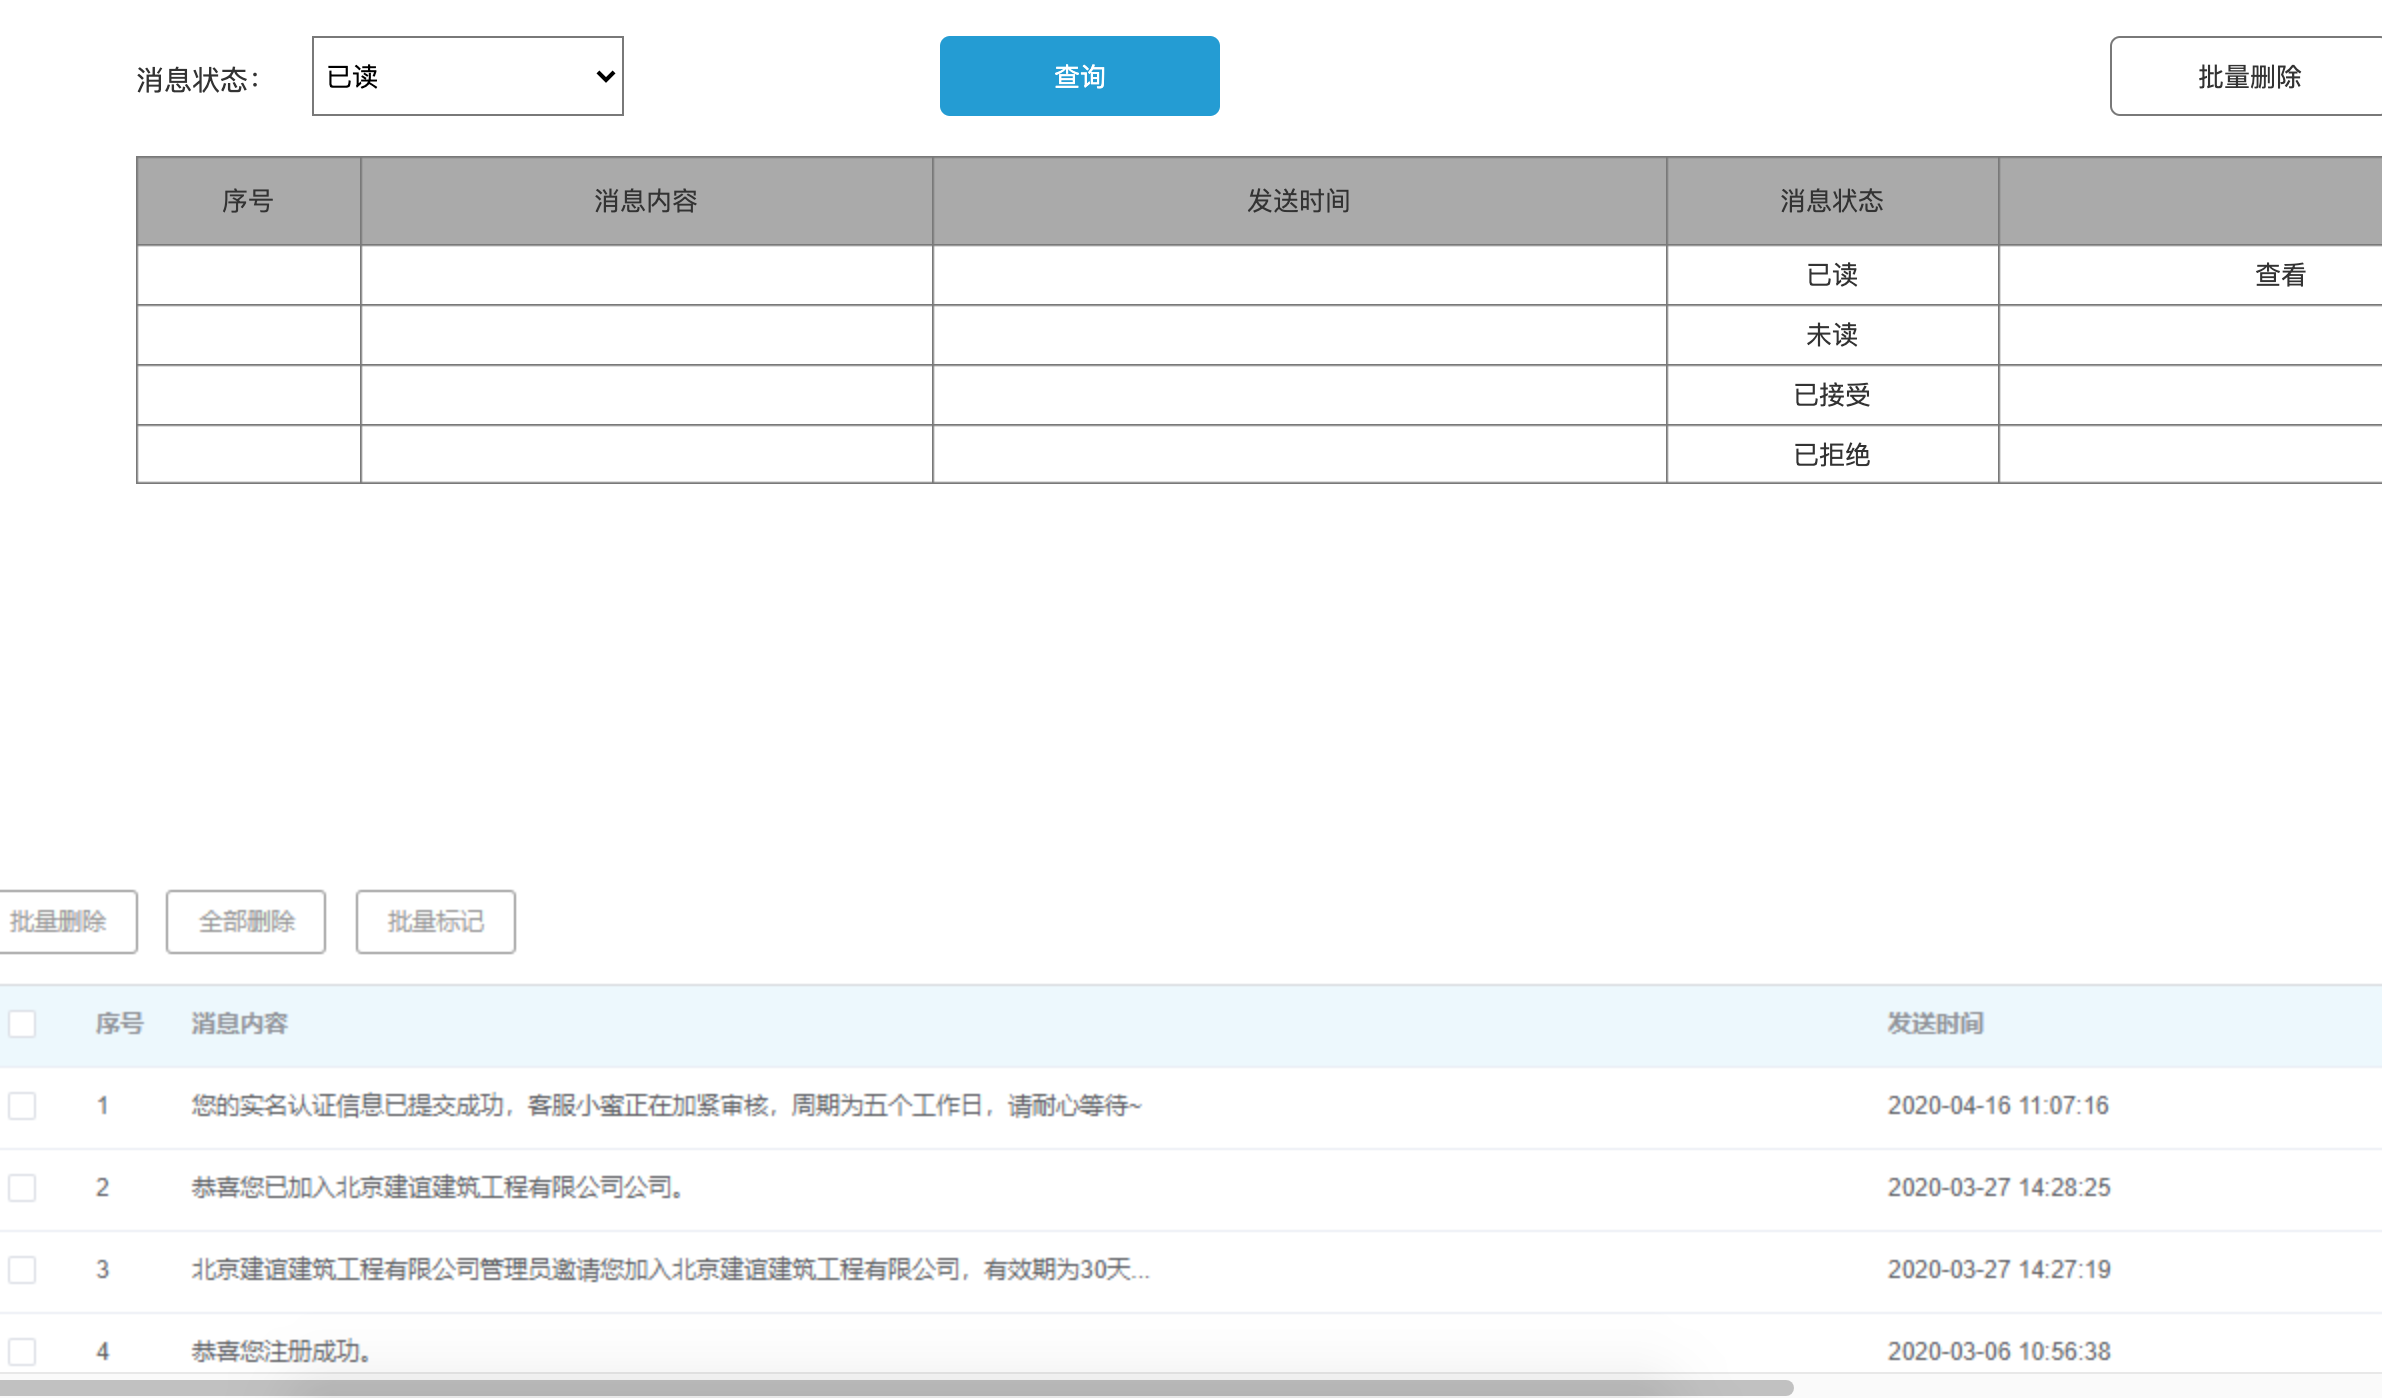 消息状态： 已读 查询 批量删除
序号 消息内容 发送时间 消息状态
已读 查看
未读
已接受
已拒绝
批量删除 全部删除 批量标记
序号 消息内容 发送时间
1 您的实名认证信息已提交成功，客服小蜜正在加紧审核，周期为五个工作日，请耐心等待~ 2020-04-16 11:07:16
2 恭喜您已加入北京建谊建筑工程有限公司公司。 2020-03-27 14:28:25
3 北京建谊建筑工程有限公司管理员邀请您加入北京建谊建筑工程有限公司，有效期为30天... 2020-03-27 14:27:19
4 恭喜您注册成功。 2020-03-06 10:56:38